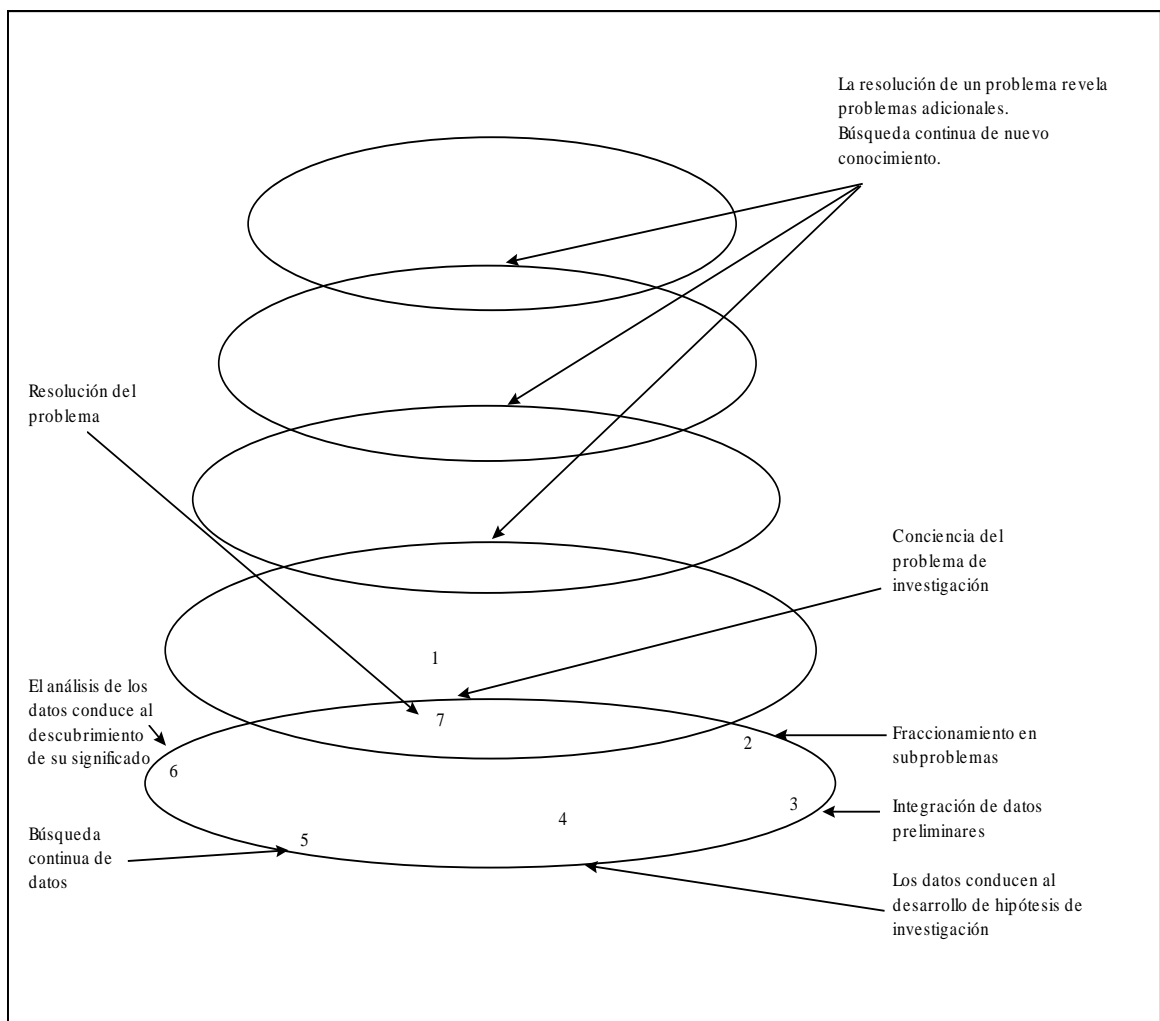 La resolución de un problema revela
problemas adicionales.
Búsqueda continua de nuevo
conocimiento.
Resolución del
problema
Conciencia del
problema de
investigación
1
El análisis de los
datos conduce al
descubrimiento
de su significado
7
2
Fraccionamiento en
subproblemas
6
3
Integración de datos
preliminares
4
Búsqueda
continua de
datos
5
Los datos conducen al
desarrollo de hipótesis de
investigación